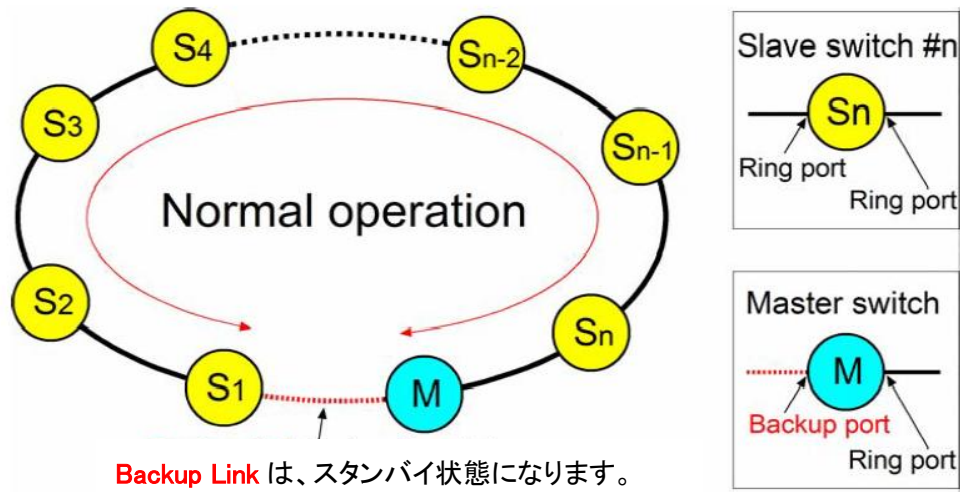 S4
Sn-2
S3
Sn-1
Normal operation
S2
Sn
S1
M
Backup Link は、スタンバイ状態になります。
Slave switch #n
Sn
Ring port
Ring port
Master switch
M
Backup port
Ring port